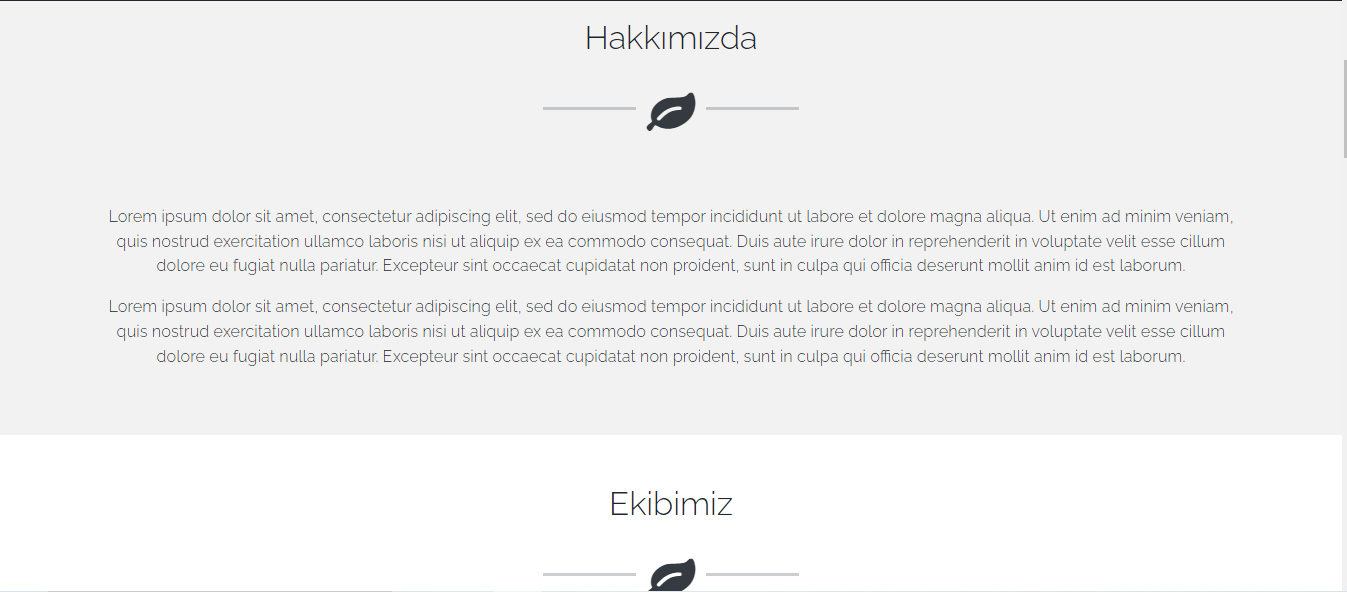 Hakkımızda
Lorem ipsum dolor sit amet, consectetur adipiscing elit, sed do eiusmod tempor incididunt ut labore et dolore magna aliqua. Ut enim ad minim veniam,
quis nostrud exercitation ullamco laboris nisi ut aliquip ex ea commodo consequat. Duis aute irure dolor in reprehenderit in voluptate velit esse cillum
dolore eu fugiat nulla pariatur. Excepteur sint occaecat cupidatat non proident, sunt in culpa qui officia deserunt mollit anim id est laborum.
Lorem ipsum dolor sit amet, consectetur adipiscing elit, sed do eiusmod tempor incididunt ut labore et dolore magna aliqua. Ut enim ad minim veniam,
quis nostrud exercitation ullamco laboris nisi ut aliquip ex ea commodo consequat. Duis aute irure dolor in reprehenderit in voluptate velit esse cillum
dolore eu fugiat nulla pariatur. Excepteur sint occaecat cupidatat non proident, sunt in culpa qui officia deserunt mollit anim id est laborum.
Ekibimiz